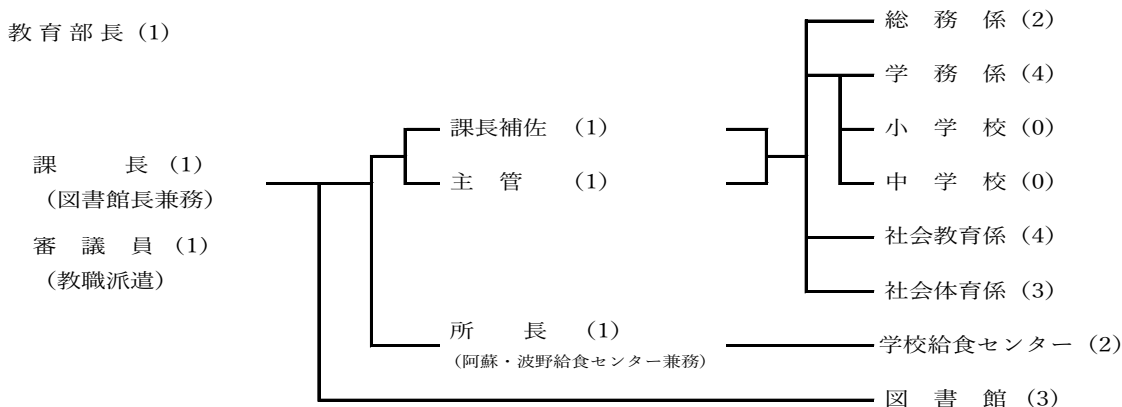 教育部長（1）
課長（1）
（図書館長兼務）
審議員（1）
（教職派遣）
課長補佐（1）
主管（1）
所長（1）
（阿蘇・波野給食センター兼務）
総務係（2）
学務係（4）
小学校（0）
中学校（0）
社会教育係（4）
社会体育係（3）
学校給食センター（2）
図書館（3）